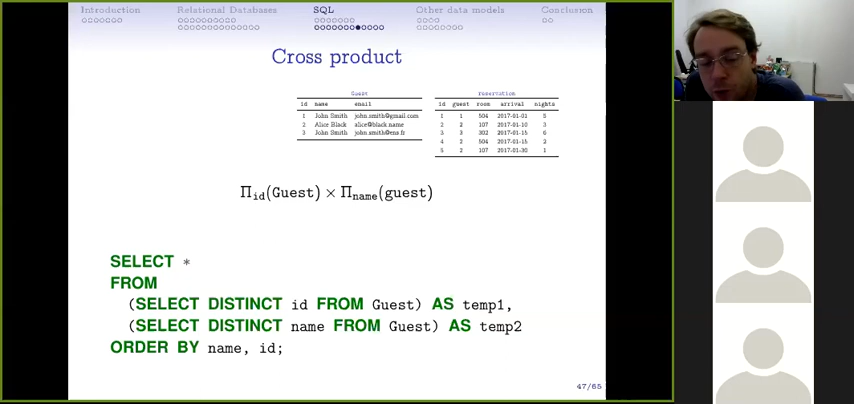 Introduction Relational Databases SQL Other data models Conclusion
Cross product
Guest
id name email
1 John Smith john.smith@gmail.com
2 Alice Black alice@black.name
3 John Smith john.smith@ens.fr
reservation
id guest room arrival nights
1 1 504 2017-01-01 5
2 2 107 2017-01-10 3
3 3 302 2017-01-15 6
4 2 504 2017-01-15 2
5 2 107 2017-01-30 1
Πid(Guest) × Πname(guest)
SELECT *
FROM
(SELECT DISTINCT id FROM Guest) AS temp1,
(SELECT DISTINCT name FROM Guest) AS temp2
ORDER BY name, id;
47/65